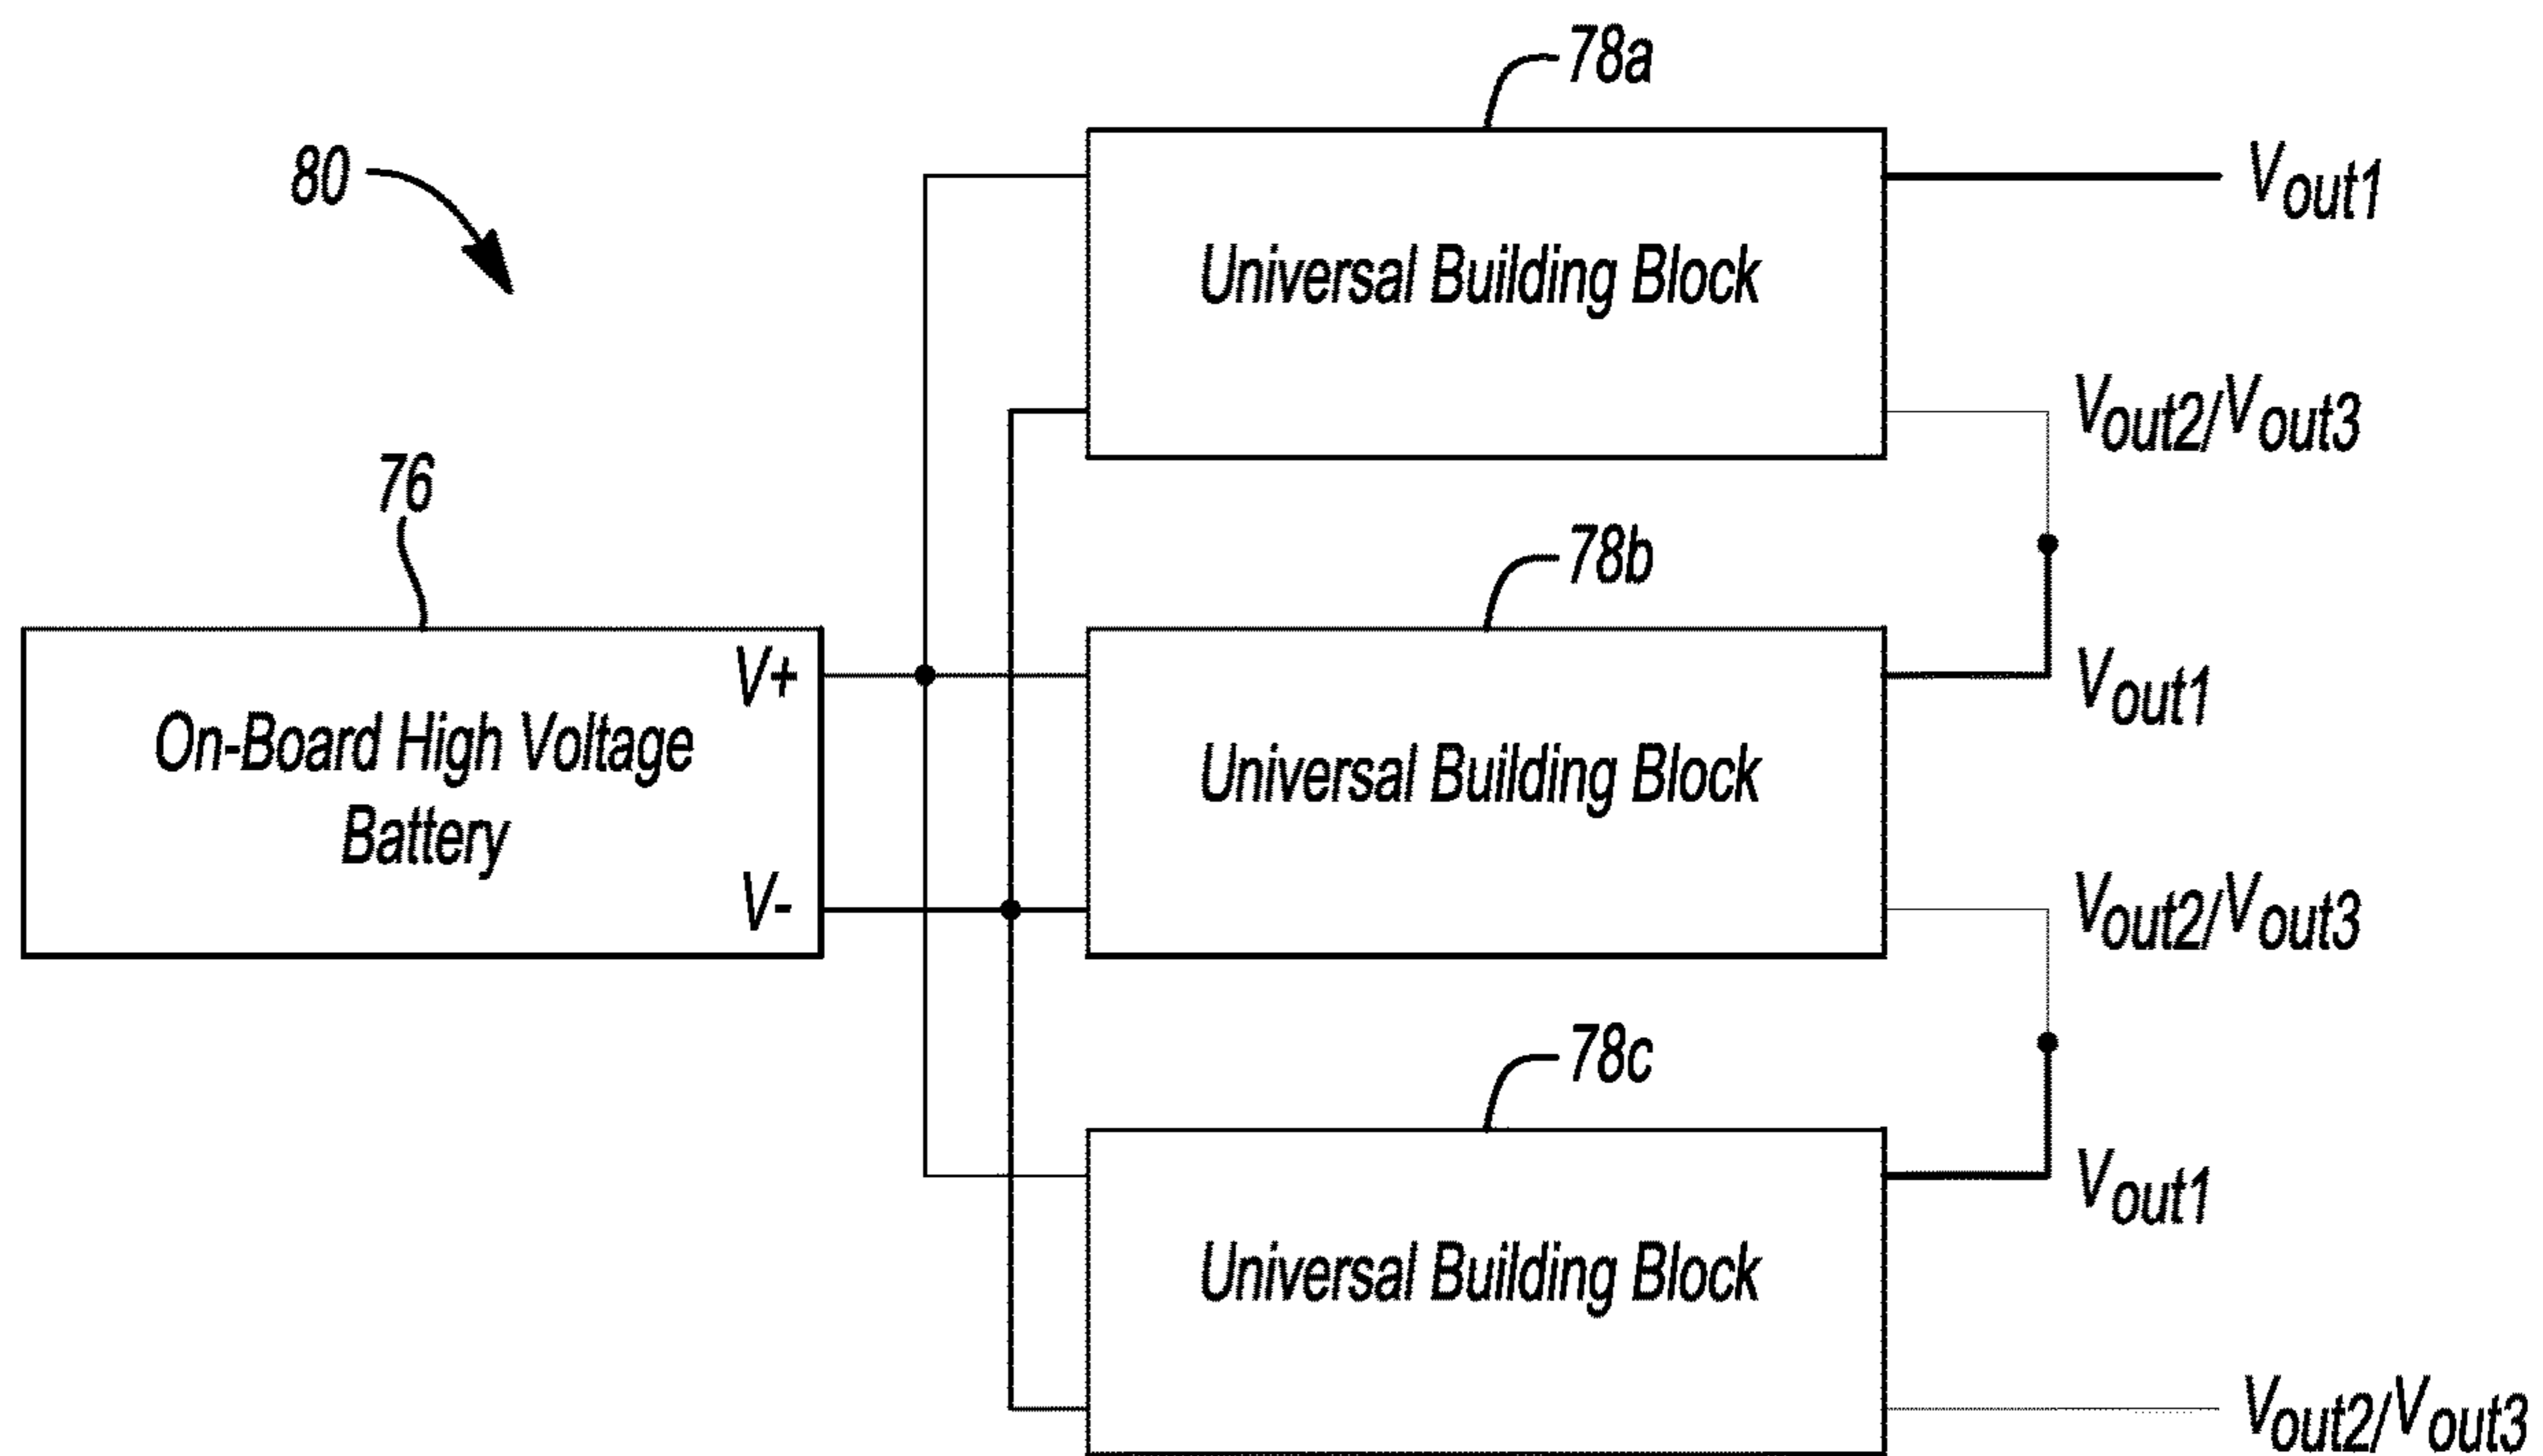 78a
80
Vout1
Universal Building Block
Vout2/Vout3
76
78b
V+
Vout1
On-Board High Voltage
Battery
Universal Building Block
V-
Vout2/Vout3
78c
Vout1
Universal Building Block
Vout2/Vout3